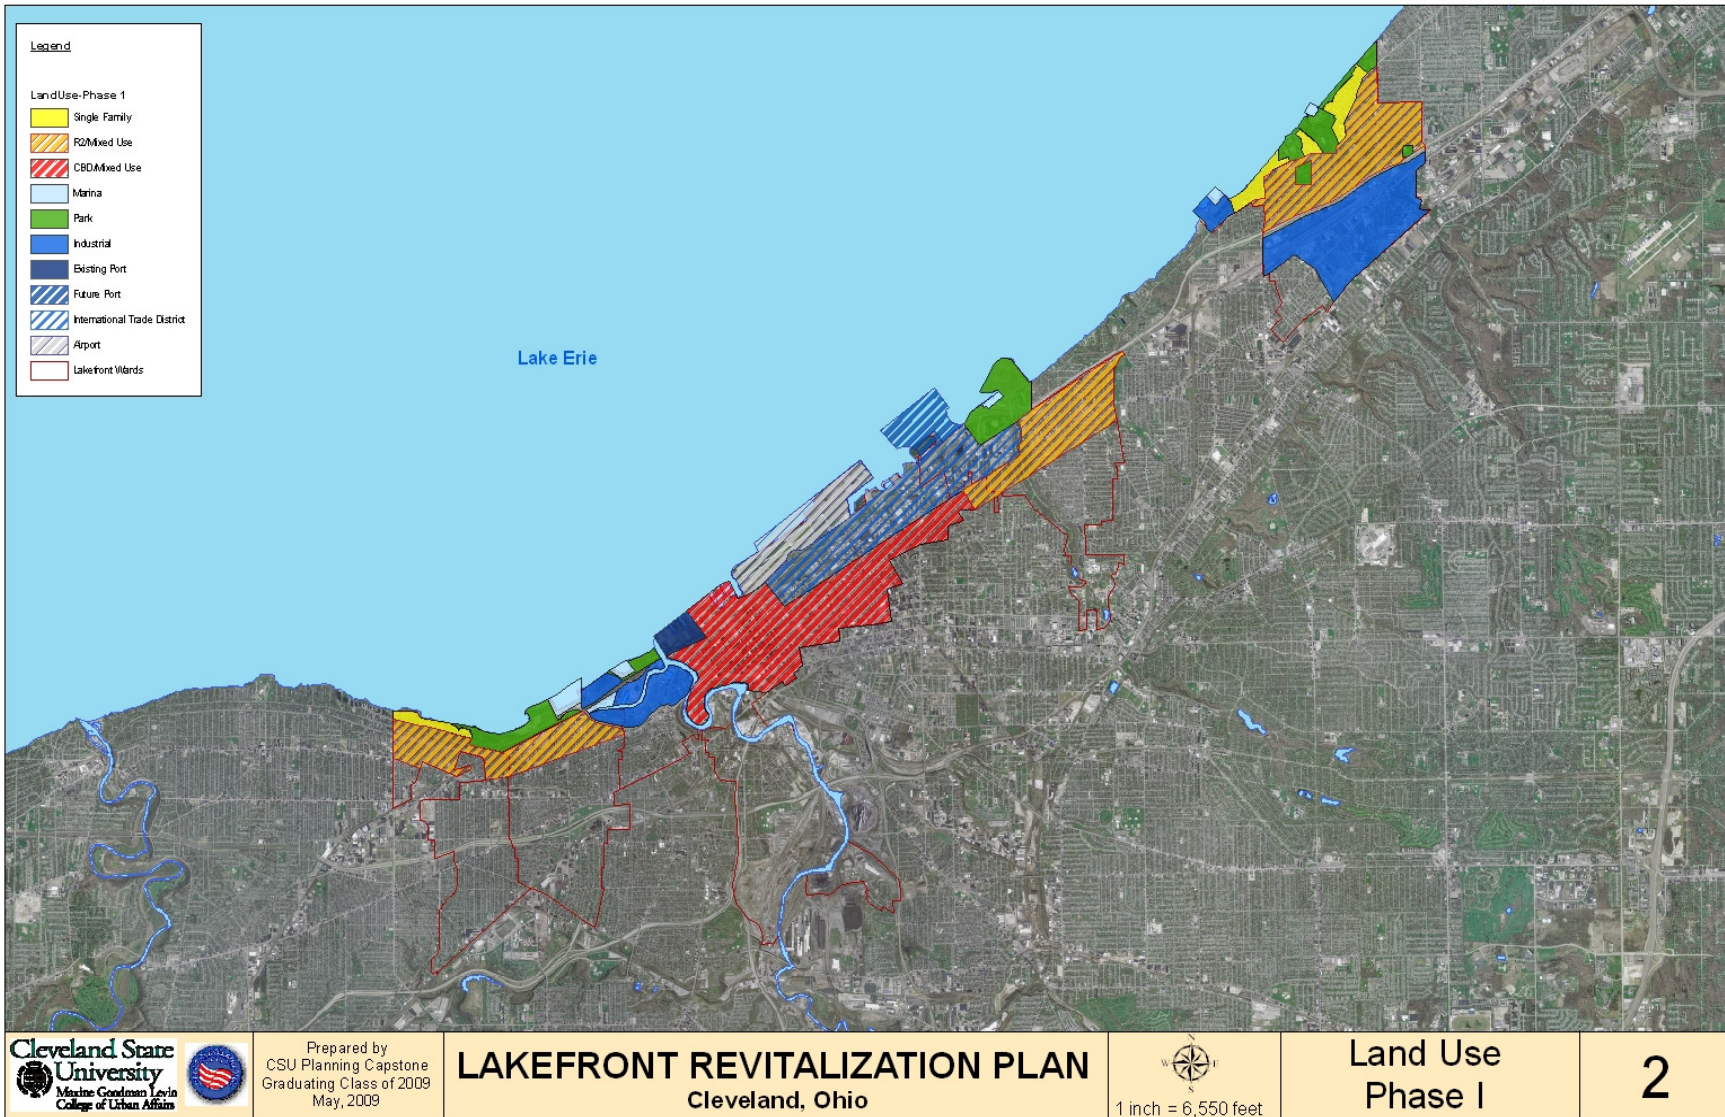 Legend
LandUse-Phase 1
Single Family
R2/Mixed Use
CBD/Mixed Use
Marina
Park
Industrial
Existing Port
Future Port
International Trade District
Airport
Lakefront Wards
Lake Erie
Cleveland State
University
Maxine Goodman Levin
College of Urban Affairs
Prepared by
CSU Planning Capstone
Graduating Class of 2009
May, 2009
LAKEFRONT REVITALIZATION PLAN
Cleveland, Ohio
N
W E
S
1 inch = 6,550 feet
Land Use
Phase I
2